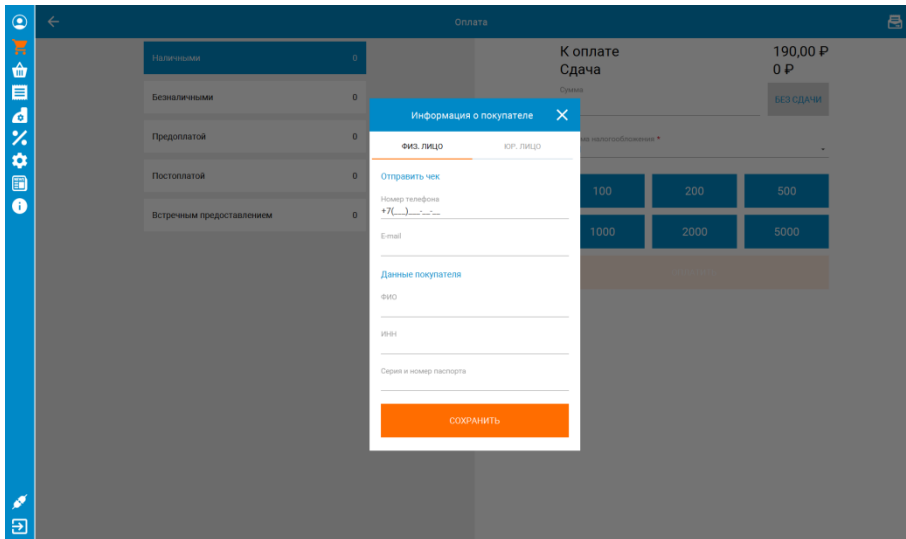 Оплата
Наличными 0
Безналичными 0
Предоплатой 0
Постоплатой 0
Встречным предоставлением 0
К оплате 190,00 ₽
Сдача 0 ₽
Сумма
БЕЗ СДАЧИ
ма налогообложения *
100 200 500
1000 2000 5000
Информация о покупателе
ФИЗ. ЛИЦО ЮР. ЛИЦО
Отправить чек
Номер телефона
+7(___)___-__-__
E-mail
Данные покупателя
ФИО
ИНН
Серия и номер паспорта
СОХРАНИТЬ